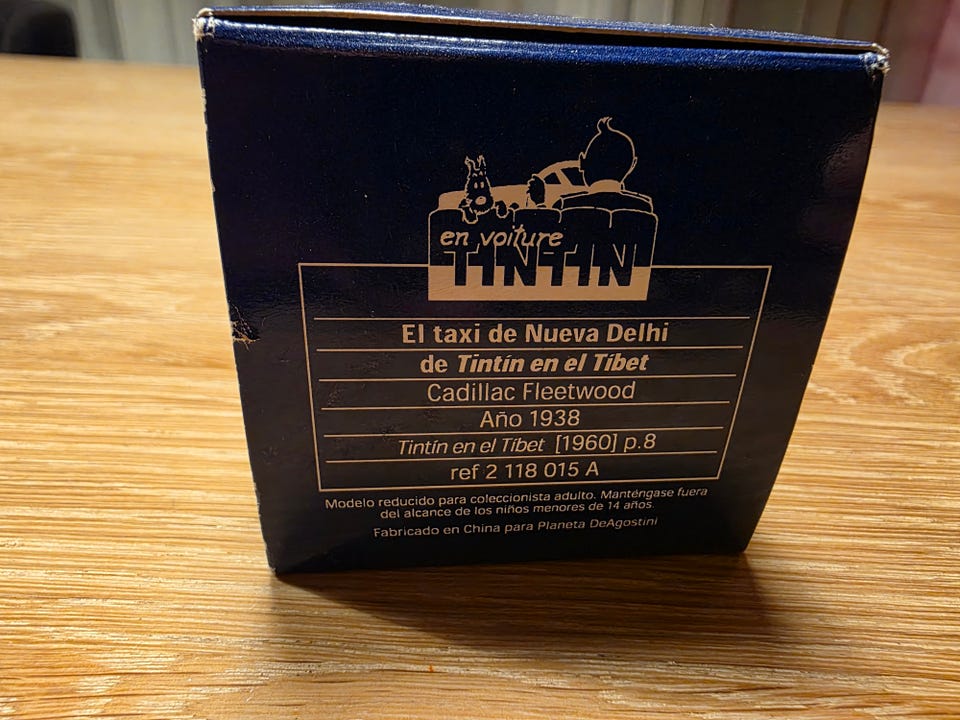 en voiture
TINTIN
El taxi de Nueva Delhi
de Tintín en el Tíbet
Cadillac Fleetwood
Año 1938
Tintín en el Tíbet [1960] p.8
ref 2 118 015 A
Modelo reducido para coleccionista adulto. Manténgase fuera
del alcance de los niños menores de 14 años.
Fabricado en China para Planeta DeAgostini